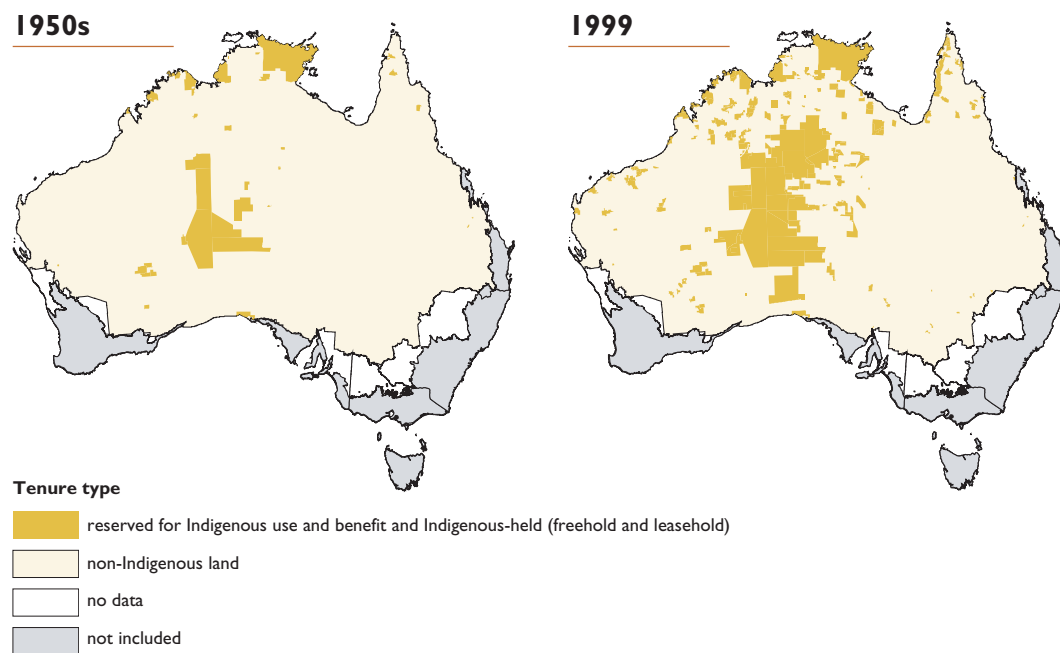 1950s
1999
Tenure type
reserved for Indigenous use and benefit and Indigenous-held (freehold and leasehold)
non-Indigenous land
no data
not included